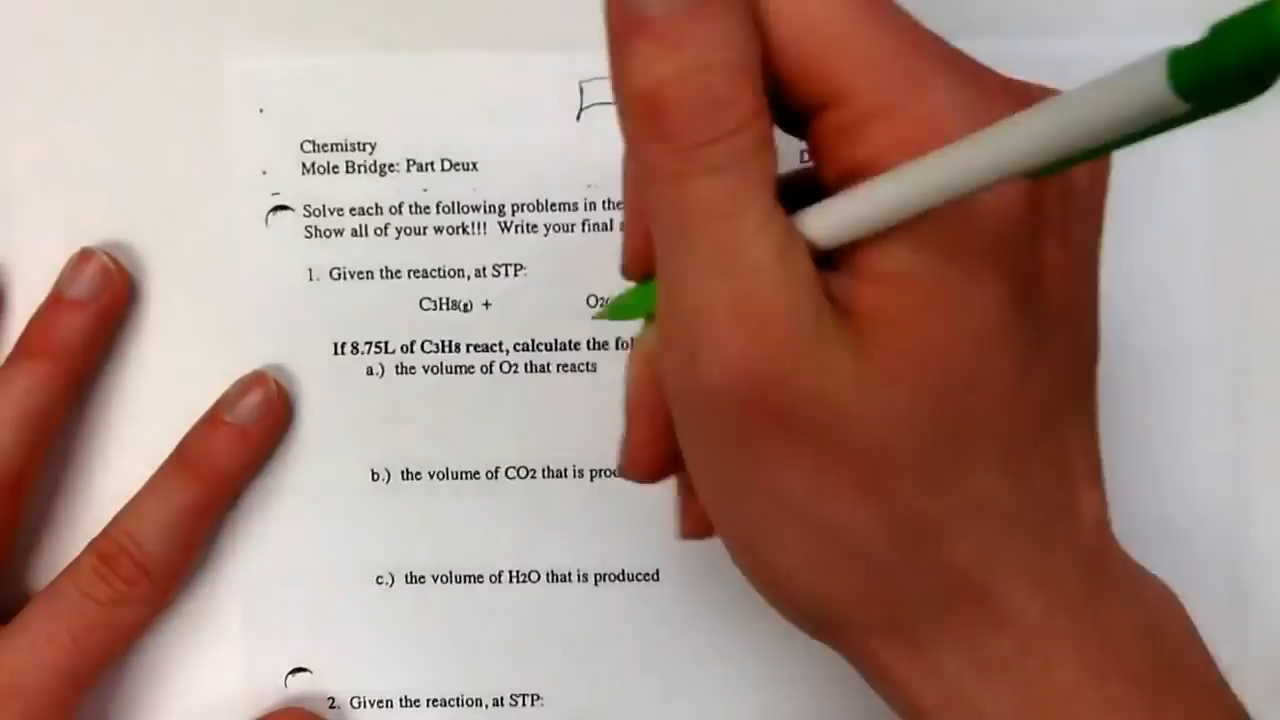 Chemistry
Mole Bridge: Part Deux
Solve each of the following problems in the
Show all of your work!!! Write your final
1. Given the reaction, at STP:
C3H8(g) + O2(
If 8.75L of C3H8 react, calculate the
a.) the volume of O2 that reacts
b.) the volume of CO2 that is
c.) the volume of H2O that is produced
2. Given the reaction, at STP: